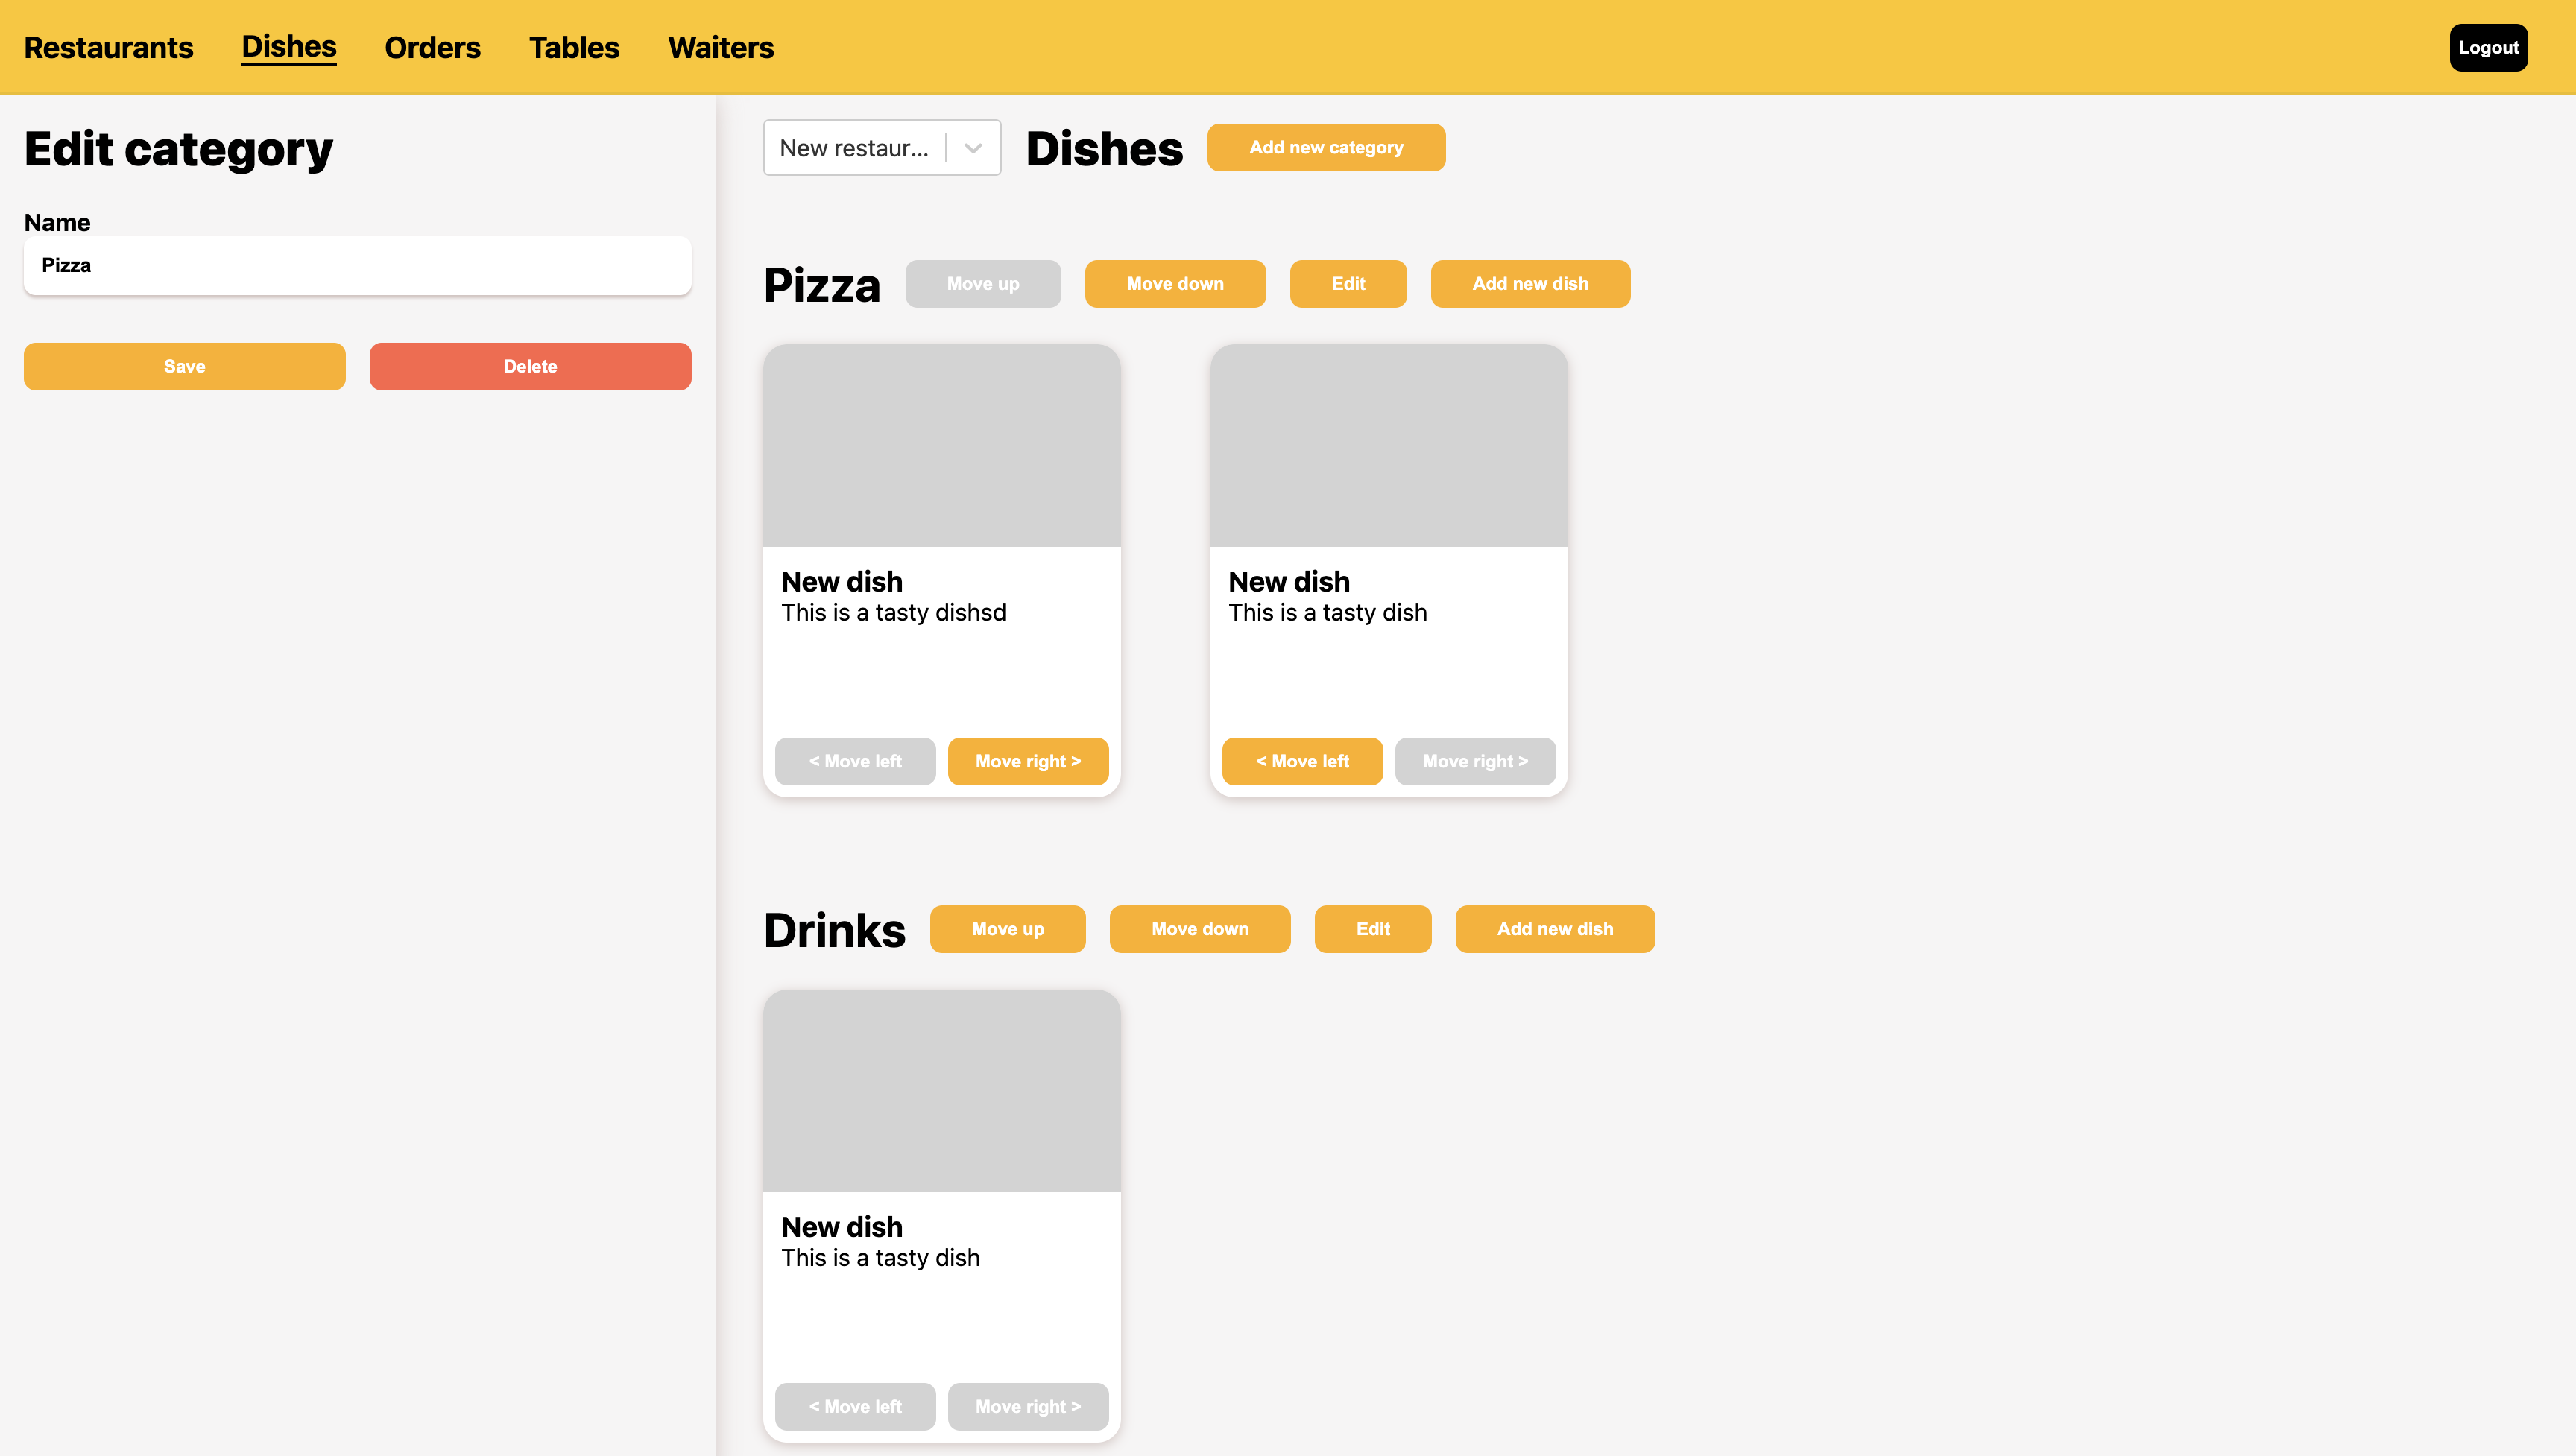 Restaurants Dishes Orders Tables Waiters Logout
Edit category
Name
Pizza
Save Delete
New restaur... Dishes Add new category
Pizza Move up Move down Edit Add new dish
New dish
This is a tasty dishsd
< Move left Move right >
New dish
This is a tasty dish
< Move left Move right >
Drinks Move up Move down Edit Add new dish
New dish
This is a tasty dish
< Move left Move right >